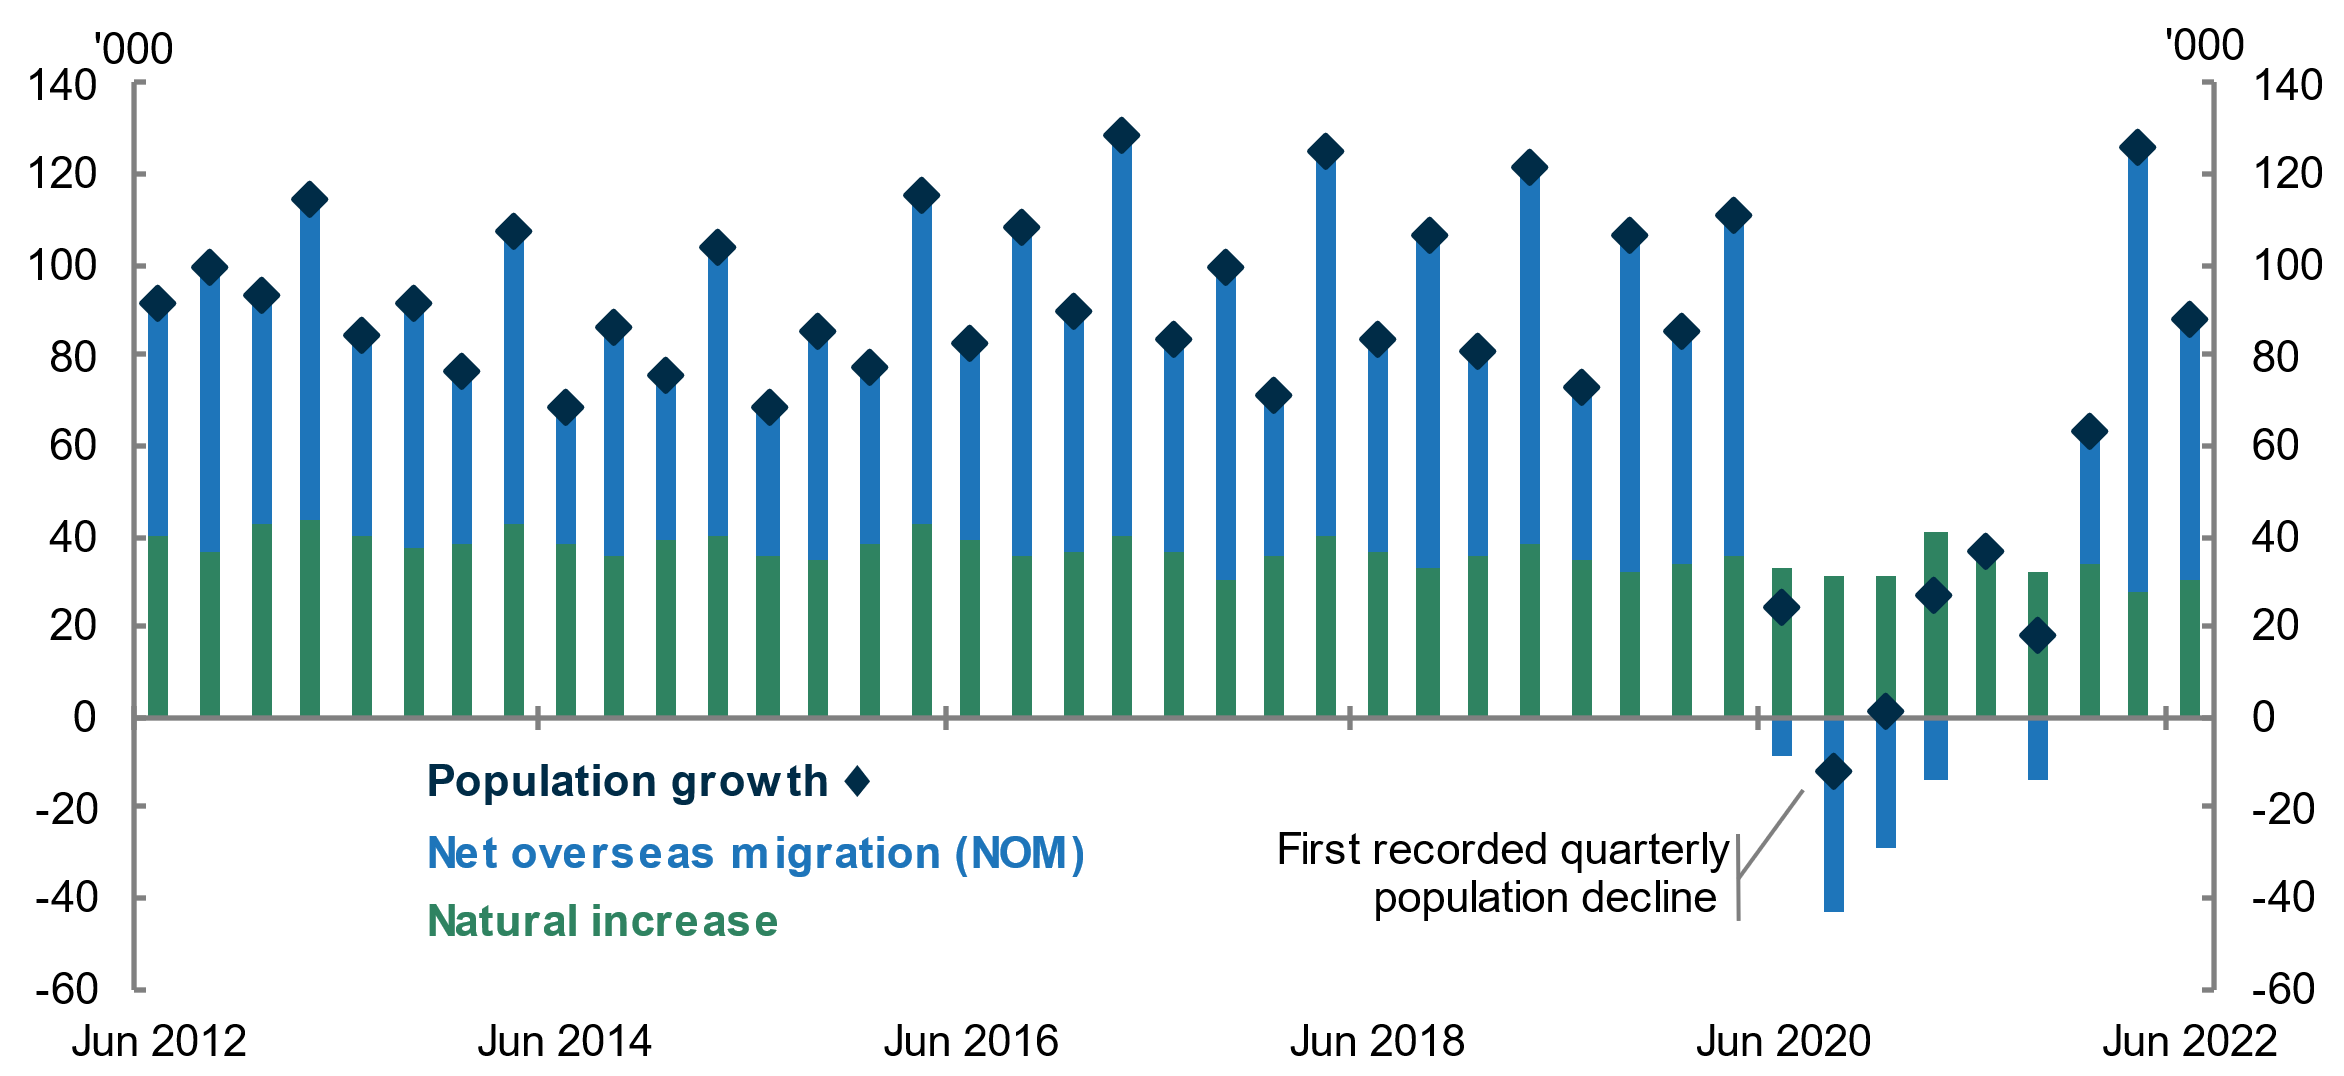 '000 '000
140 140
120 120
100 100
80 80
60 60
40 40
20 20
0 0
-20 -20
-40 -40
-60 -60
Population growth
Net overseas migration (NOM)
Natural increase
First recorded quarterly
population decline
Jun 2012 Jun 2014 Jun 2016 Jun 2018 Jun 2020 Jun 2022